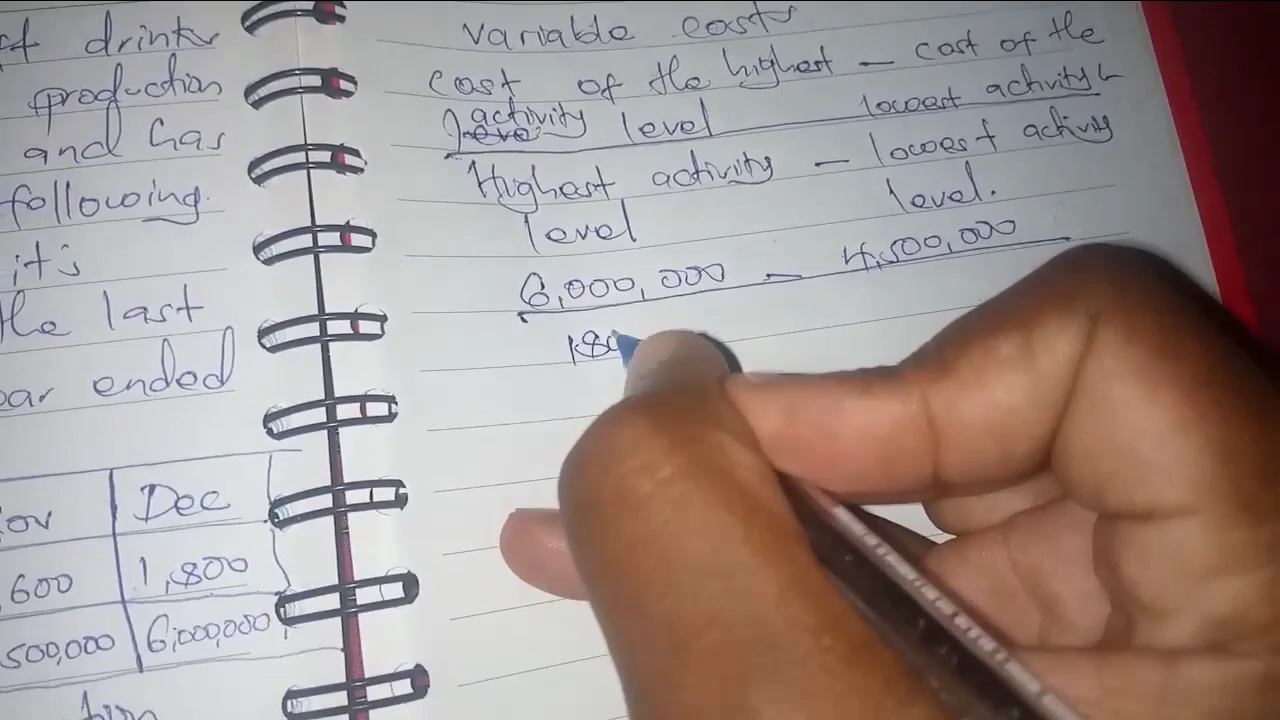 drinks
production
and has
following.
it's
the last
ended
Dec
600 1,800
500,000 6,000,000
variable costs
cost of the highest — cost of the
activity level lowest activity L
Highest activity — lowest activity
level level.
6,000,000 — 4,500,000
1,80